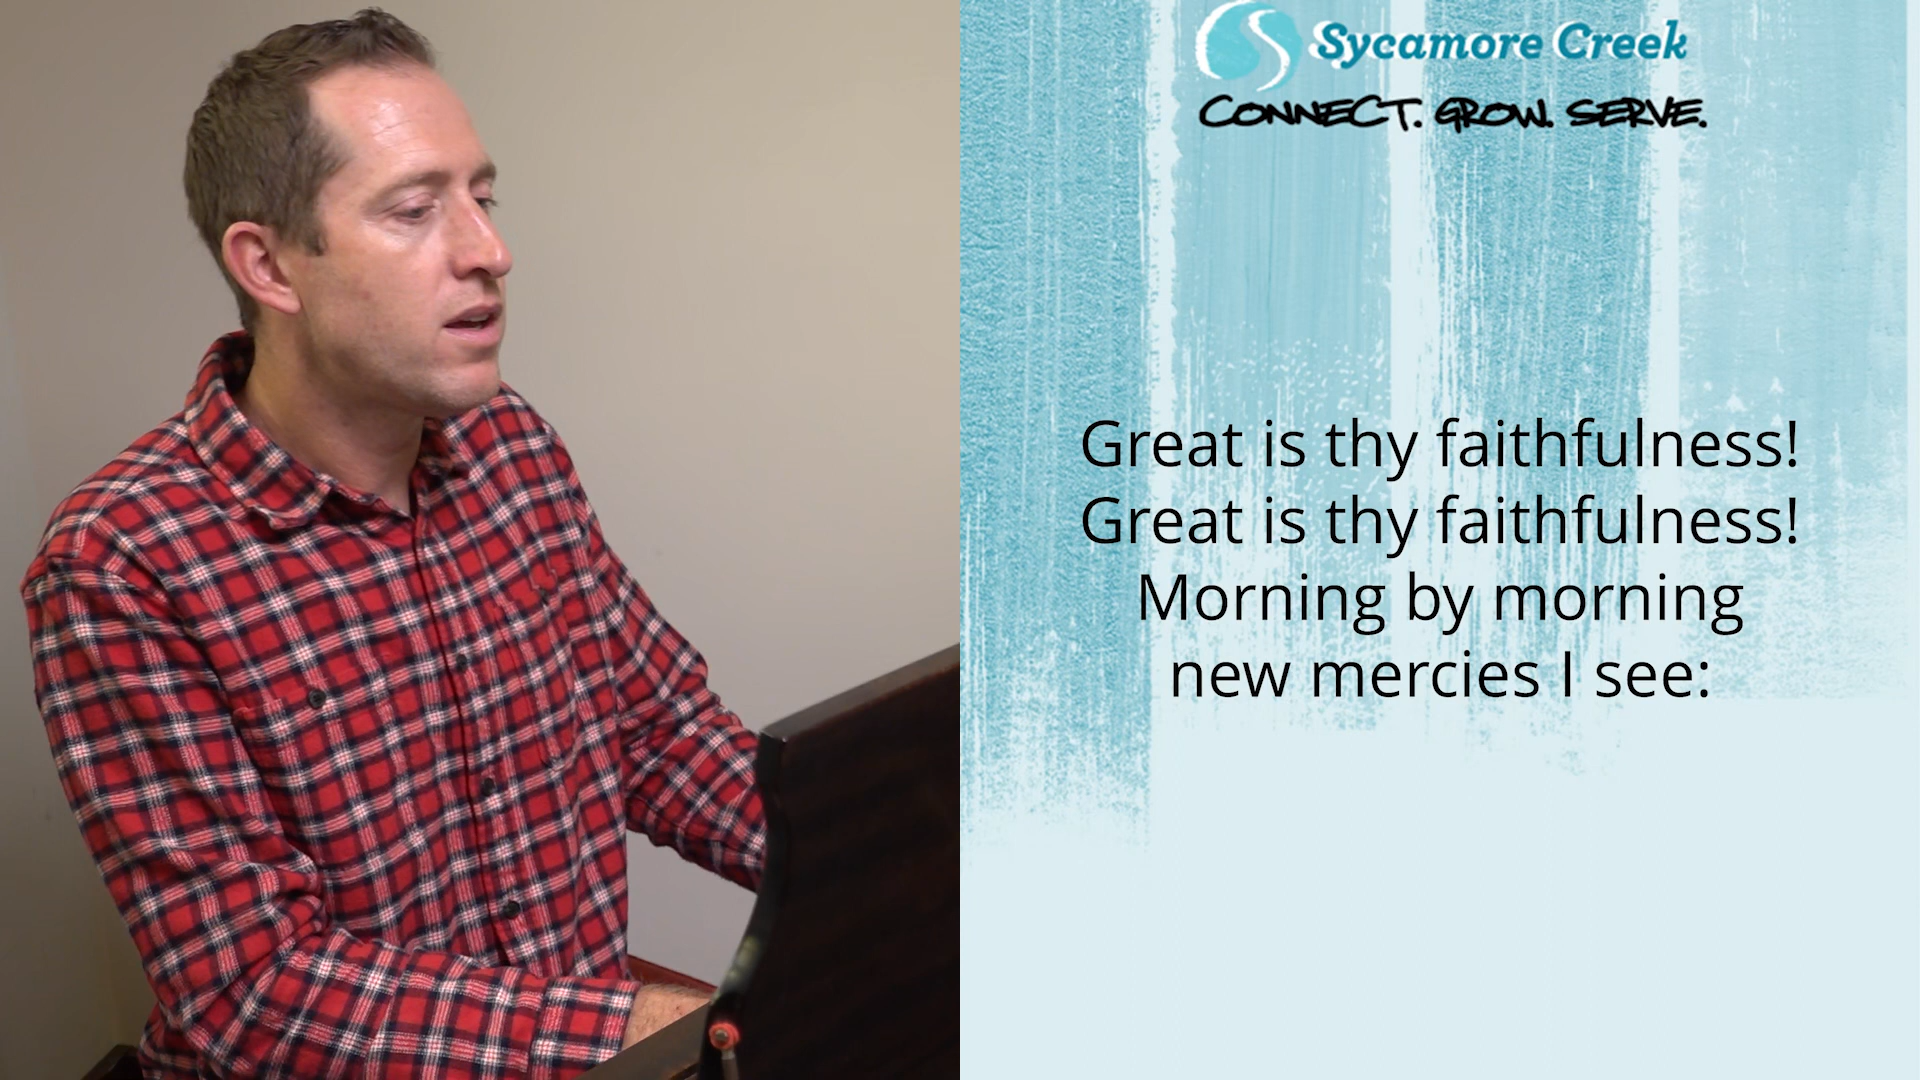 Sycamore Creek
CONNECT. GROW. SERVE.
Great is thy faithfulness!
Great is thy faithfulness!
Morning by morning
new mercies I see: